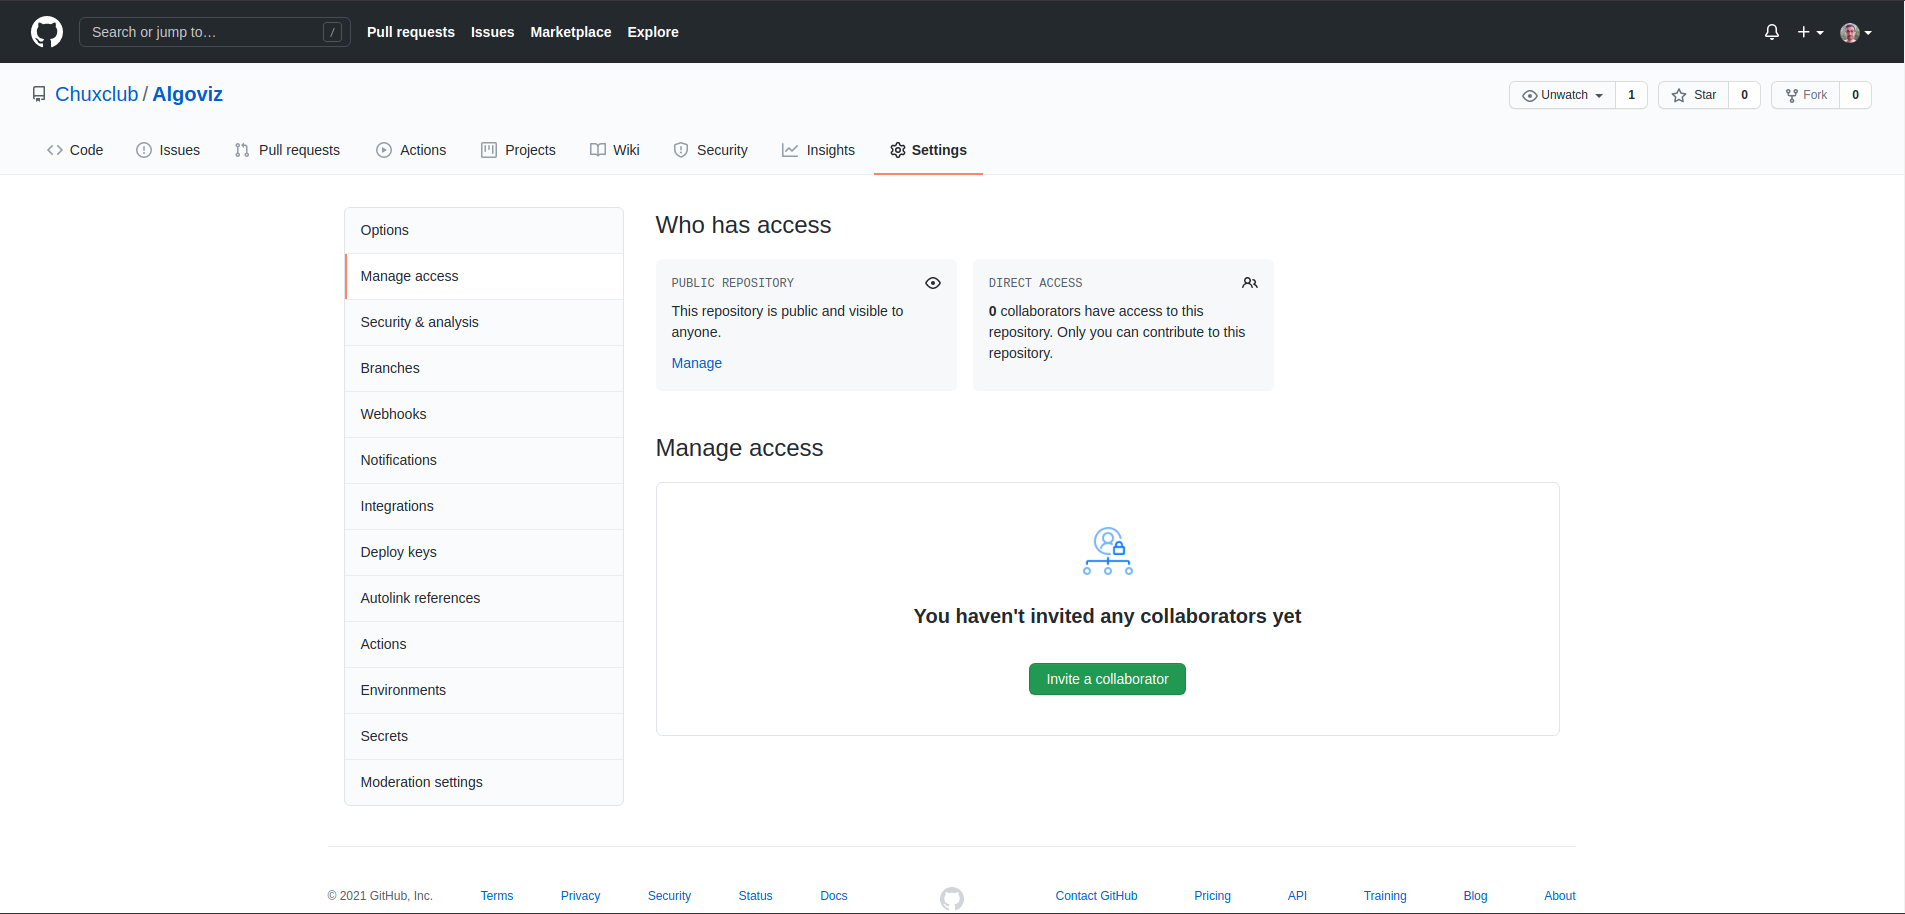 Search or jump to… /
Pull requests Issues Marketplace Explore
Chuxclub / Algoviz
Unwatch 1 Star 0 Fork 0
Code Issues Pull requests Actions Projects Wiki Security Insights Settings
Options
Manage access
Security & analysis
Branches
Webhooks
Notifications
Integrations
Deploy keys
Autolink references
Actions
Environments
Secrets
Moderation settings
Who has access
PUBLIC REPOSITORY
This repository is public and visible to
anyone.
Manage
DIRECT ACCESS
0 collaborators have access to this
repository. Only you can contribute to this
repository.
Manage access
You haven't invited any collaborators yet
Invite a collaborator
© 2021 GitHub, Inc. Terms Privacy Security Status Docs Contact GitHub Pricing API Training Blog About